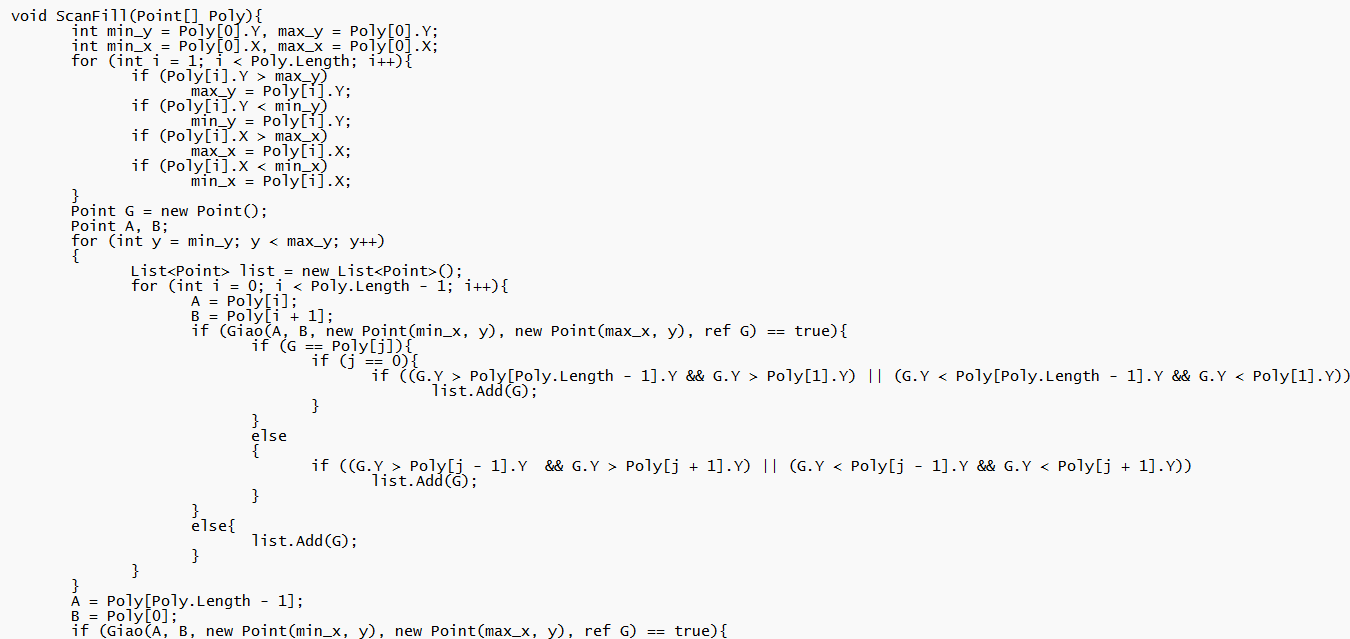 void ScanFill(Point[] Poly){
int min_y = Poly[0].Y, max_y = Poly[0].Y;
int min_x = Poly[0].X, max_x = Poly[0].X;
for (int i = 1; i < Poly.Length; i++){
if (Poly[i].Y > max_y)
max_y = Poly[i].Y;
if (Poly[i].Y < min_y)
min_y = Poly[i].Y;
if (Poly[i].X > max_x)
max_x = Poly[i].X;
if (Poly[i].X < min_x)
min_x = Poly[i].X;
}
Point G = new Point();
Point A, B;
for (int y = min_y; y < max_y; y++)
{
List<Point> list = new List<Point>();
for (int i = 0; i < Poly.Length - 1; i++){
A = Poly[i];
B = Poly[i + 1];
if (Giao(A, B, new Point(min_x, y), new Point(max_x, y), ref G) == true){
if (G == Poly[j]){
if (j == 0){
if ((G.Y > Poly[Poly.Length - 1].Y && G.Y > Poly[1].Y) || (G.Y < Poly[Poly.Length - 1].Y && G.Y < Poly[1].Y))
list.Add(G);
}
}
else
{
if ((G.Y > Poly[j - 1].Y  && G.Y > Poly[j + 1].Y) || (G.Y < Poly[j - 1].Y && G.Y < Poly[j + 1].Y))
list.Add(G);
}
}
else{
list.Add(G);
}
}
}
A = Poly[Poly.Length - 1];
B = Poly[0];
if (Giao(A, B, new Point(min_x, y), new Point(max_x, y), ref G) == true){